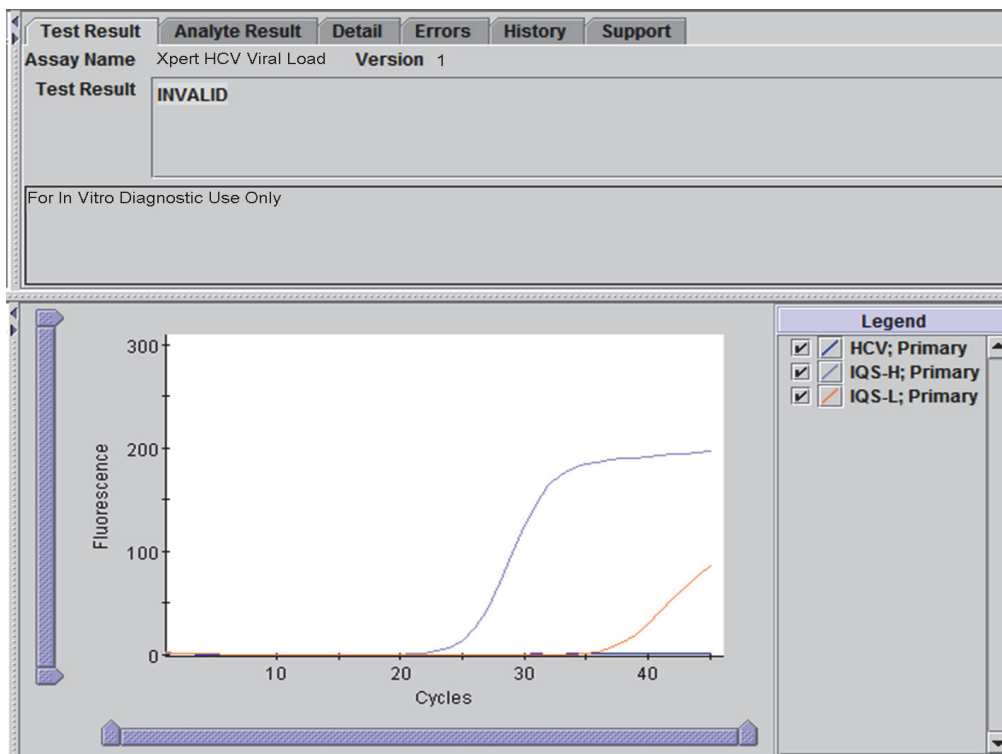 Test Result Analyte Result Detail Errors History Support
Assay Name Xpert HCV Viral Load Version 1
Test Result INVALID
For In Vitro Diagnostic Use Only
300
200
100
0
10 20 30 40
Fluorescence
Cycles
Legend
HCV; Primary
IQS-H; Primary
IQS-L; Primary